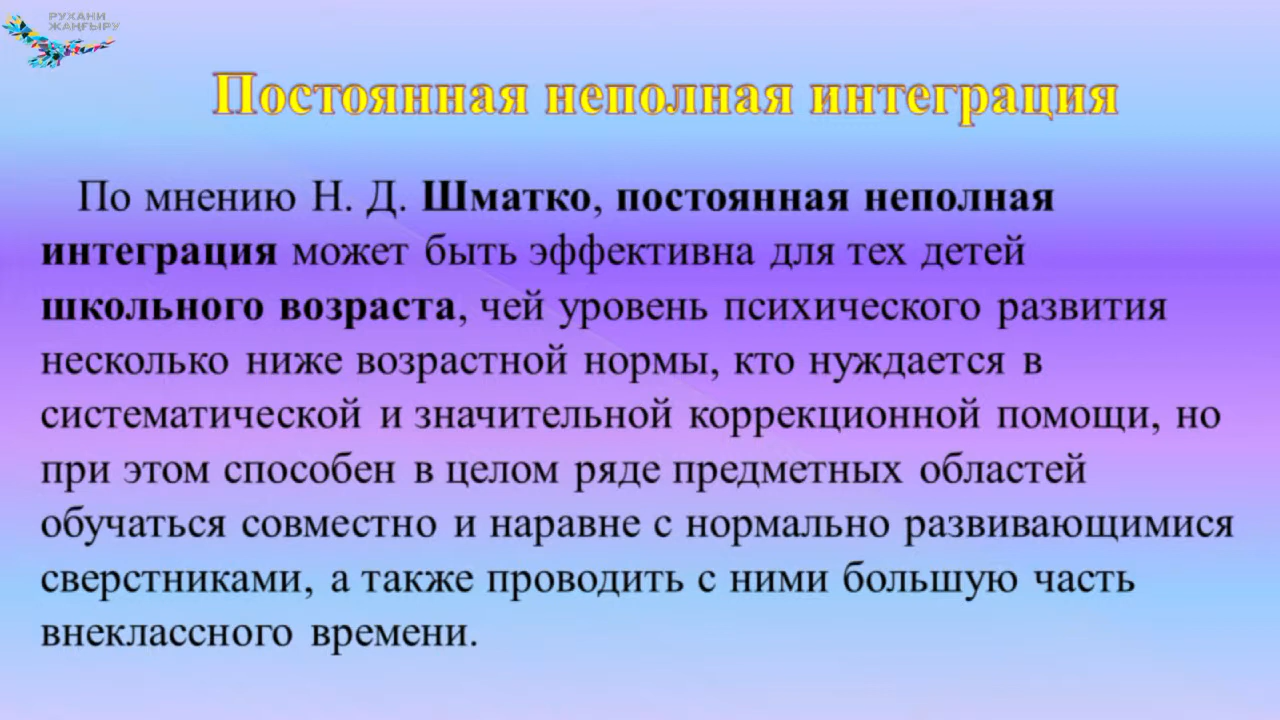 РУХАНИ
ЖАҢҒЫРУ
Постоянная неполная интеграция
По мнению Н. Д. Шматко, постоянная неполная
интеграция может быть эффективна для тех детей
школьного возраста, чей уровень психического развития
несколько ниже возрастной нормы, кто нуждается в
систематической и значительной коррекционной помощи, но
при этом способен в целом ряде предметных областей
обучаться совместно и наравне с нормально развивающимися
сверстниками, а также проводить с ними большую часть
внеклассного времени.